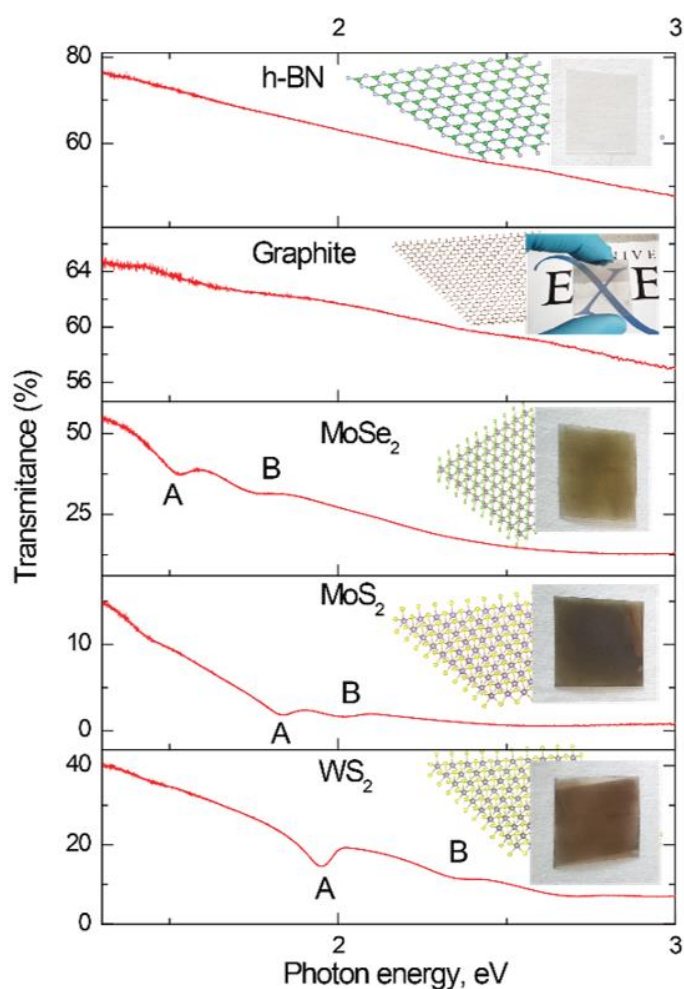 2 3
80
h-BN
60
64
Graphite
IVE
E X E
60
56
50
MoSe₂
A
B
25
MoS₂
10
B
0
A
40
WS₂
20
B
A
0
2 3
Transmitance (%)
Photon energy, eV